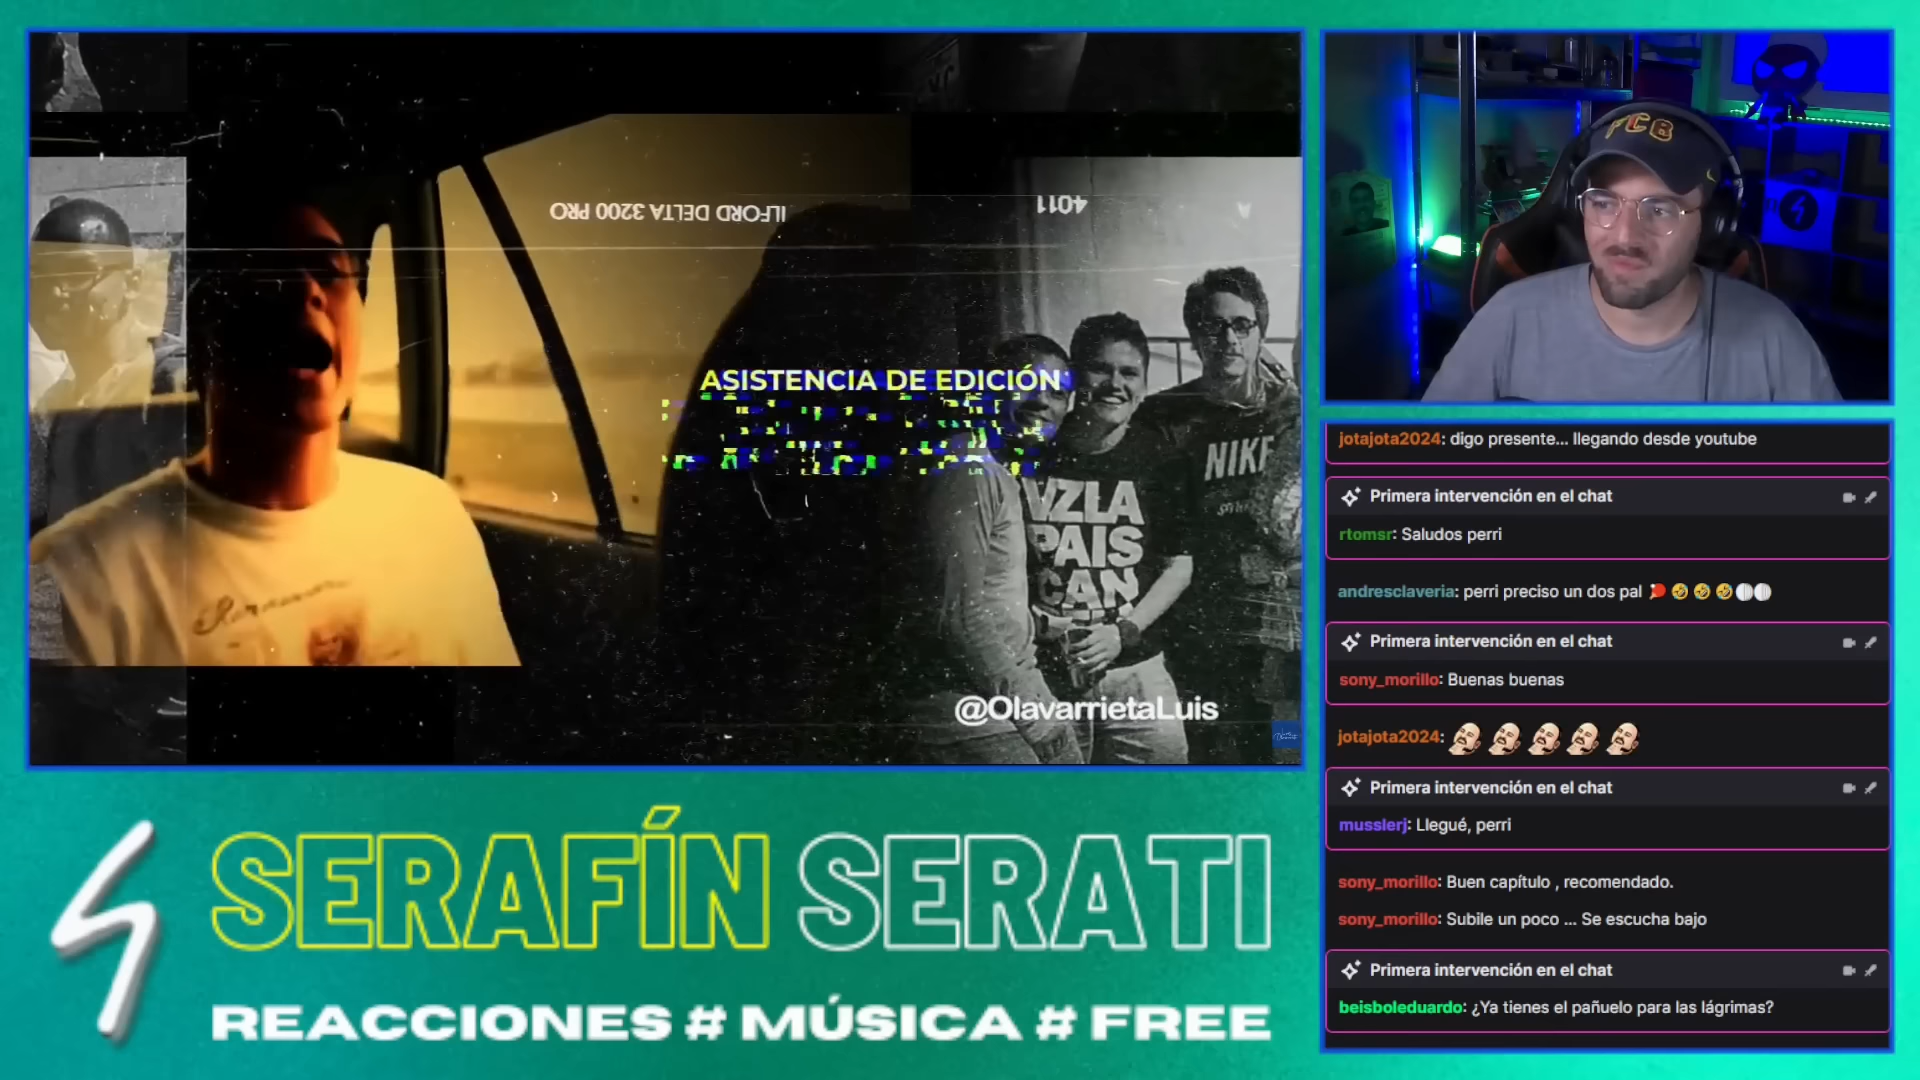 ILFORD DELTA 3200 PRO
4011
ASISTENCIA DE EDICIÓN
NIKE
VZLA
PAIS
CAN
@OlavarrietaLuis
FCB
SERAFÍN SERATI
REACCIONES # MÚSICA # FREE
jotajota2024: digo presente... llegando desde youtube
Primera intervención en el chat
rtomsr: Saludos perri
andresclaveria: perri preciso un dos pal 🏓 🤣 🤣 🤣
Primera intervención en el chat
sony_morillo: Buenas buenas
jotajota2024:
Primera intervención en el chat
musslerj: Llegué, perri
sony_morillo: Buen capítulo , recomendado.
sony_morillo: Subile un poco ... Se escucha bajo
Primera intervención en el chat
beisboleduardo: ¿Ya tienes el pañuelo para las lágrimas?